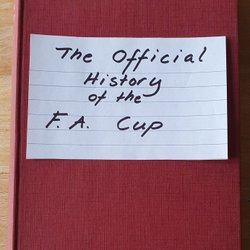 The Official
History
of the
F.A. Cup